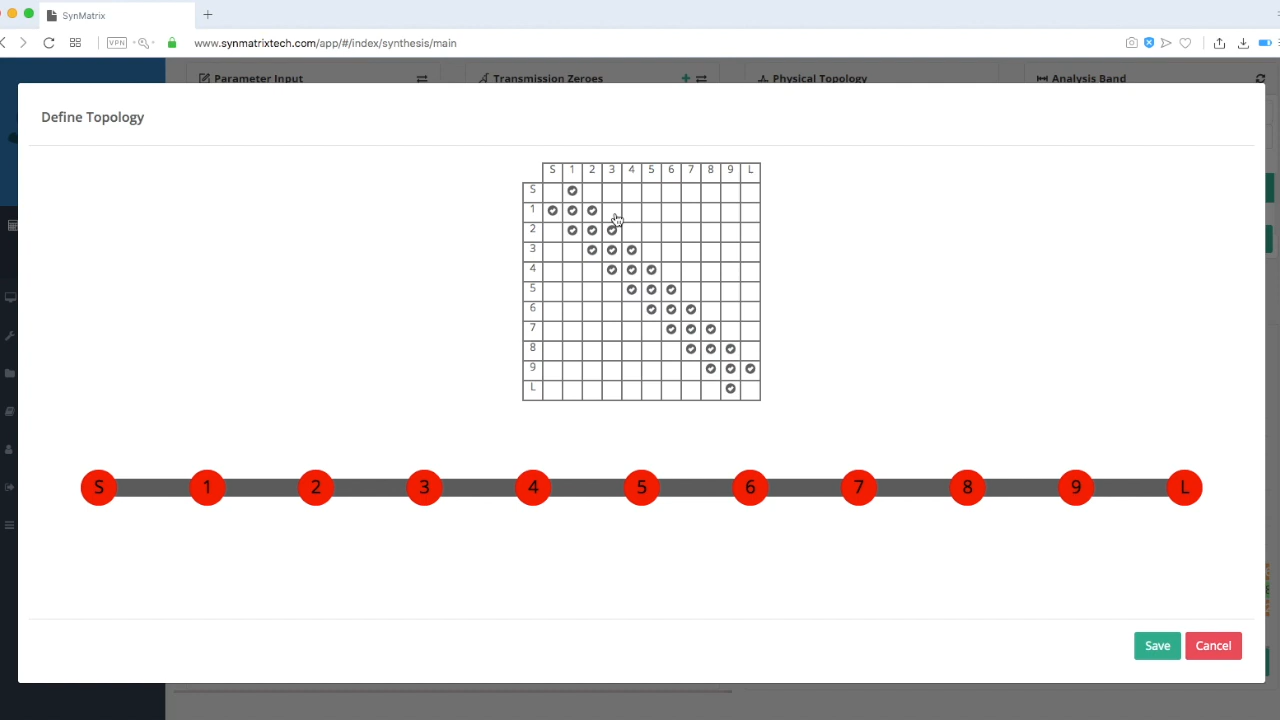 SynMatrix
VPN
www.synmatrixtech.com/app/#/index/synthesis/main
Parameter Input
Transmission Zeroes
Physical Topology
Analysis Band
Define Topology
S 1 2 3 4 5 6 7 8 9 L
S
1
2
3
4
5
6
7
8
9
L
S 1 2 3 4 5 6 7 8 9 L
Save Cancel